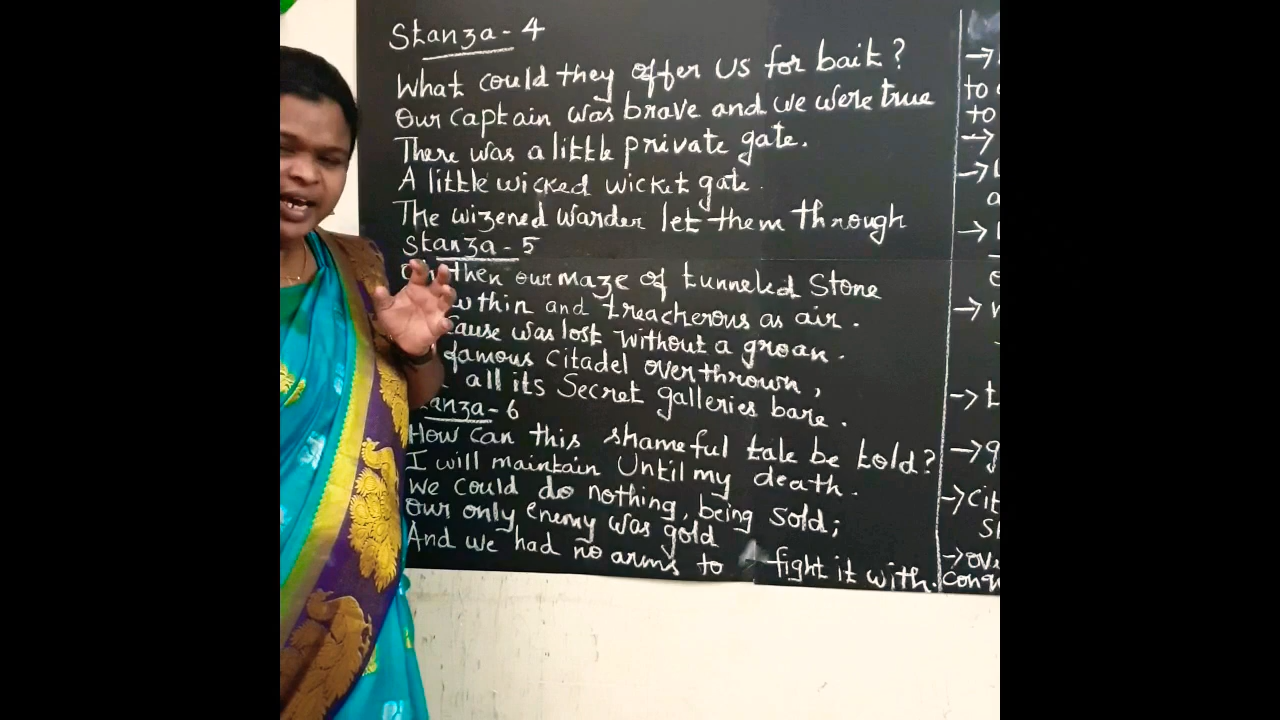 Stanza - 4
What could they offer us for bait?
Our captain was brave and we were true
There was a little private gate.
A little wicked wicket gate.
The wizened warder let them through
Stanza - 5
then our maze of tunneled Stone
thin and treacherous as air.
cause was lost without a groan.
famous citadel overthrown,
all its Secret galleries bare.
- 6
How can this shameful tale be told?
I will maintain Until my death.
We could do nothing, being sold;
Our only enemy was gold
And we had no arms to fight it with.
→
to
to
→
→
→
→
→
→
→
→